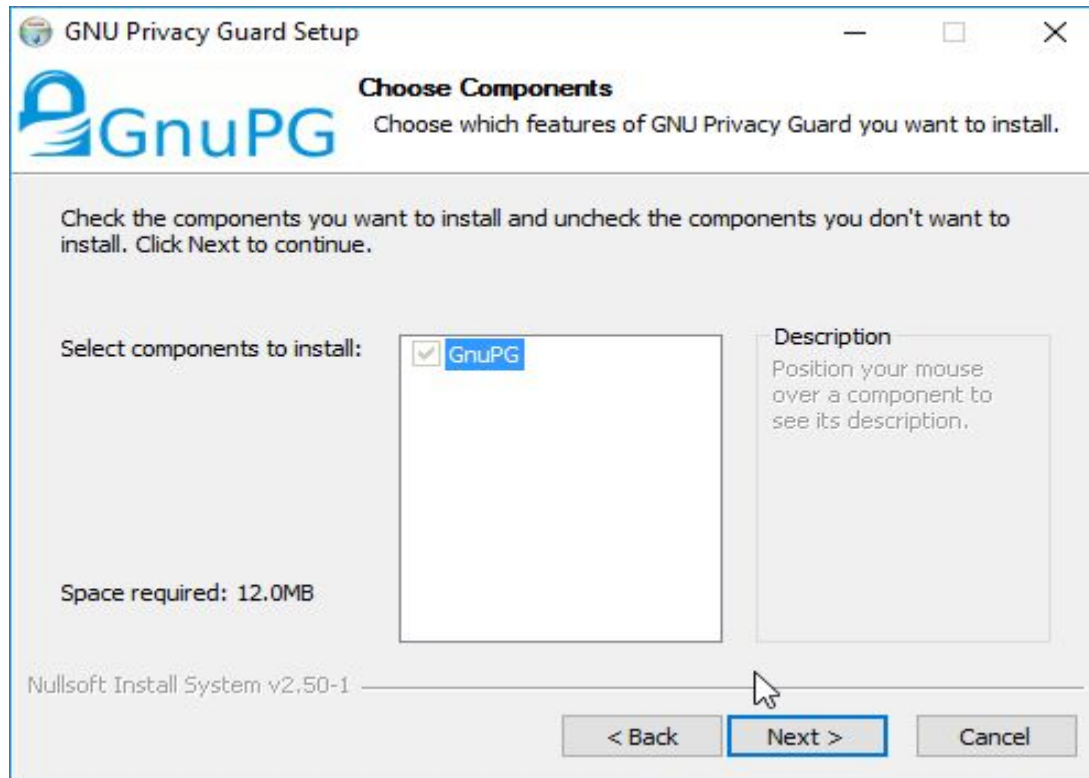 GNU Privacy Guard Setup
GnuPG
Choose Components
Choose which features of GNU Privacy Guard you want to install.
Check the components you want to install and uncheck the components you don't want to
install. Click Next to continue.
Select components to install:
GnuPG
Description
Position your mouse
over a component to
see its description.
Space required: 12.0MB
Nullsoft Install System v2.50-1
< Back
Next >
Cancel